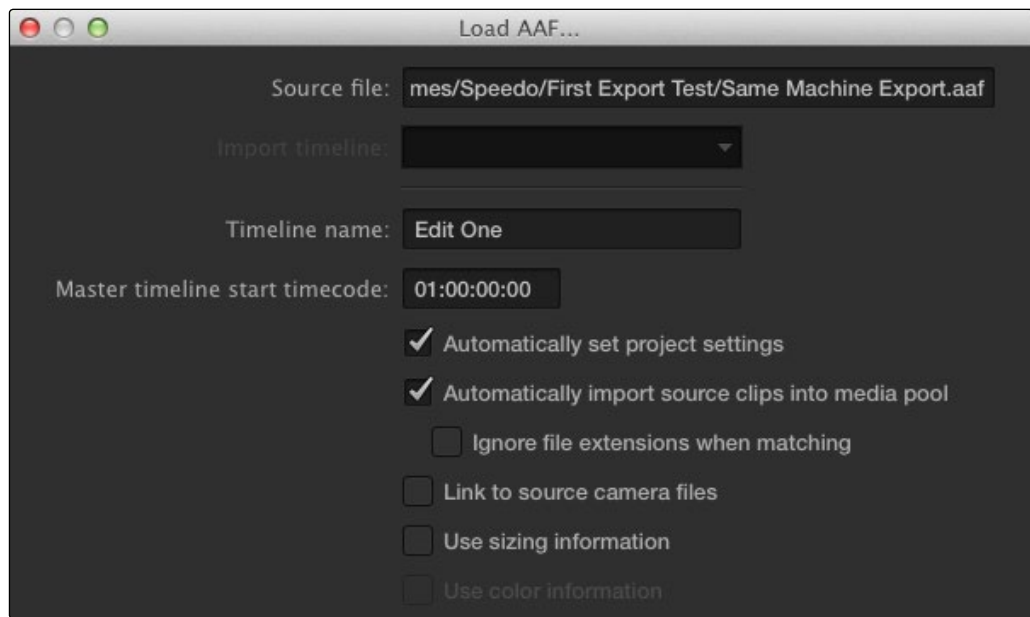 Load AAF...
Source file: mes/Speedo/First Export Test/Same Machine Export.aaf
Import timeline:
Timeline name: Edit One
Master timeline start timecode: 01:00:00:00
Automatically set project settings
Automatically import source clips into media pool
Ignore file extensions when matching
Link to source camera files
Use sizing information
Use color information